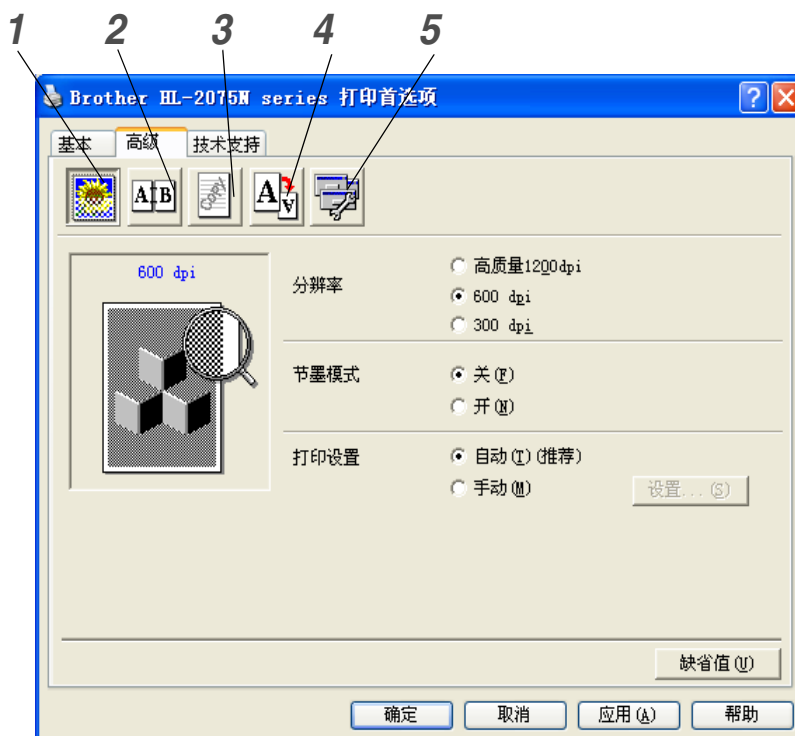 1 2 3 4 5
Brother HL-2075N series 打印首选项
基本 高级 技术支持
A B COPY A A
600 dpi
分辨率
高质量1200dpi
600 dpi
300 dpi
节墨模式
关(F)
开(N)
打印设置
自动(T)(推荐)
手动(M)
设置...(S)
缺省值(U)
确定 取消 应用(A) 帮助